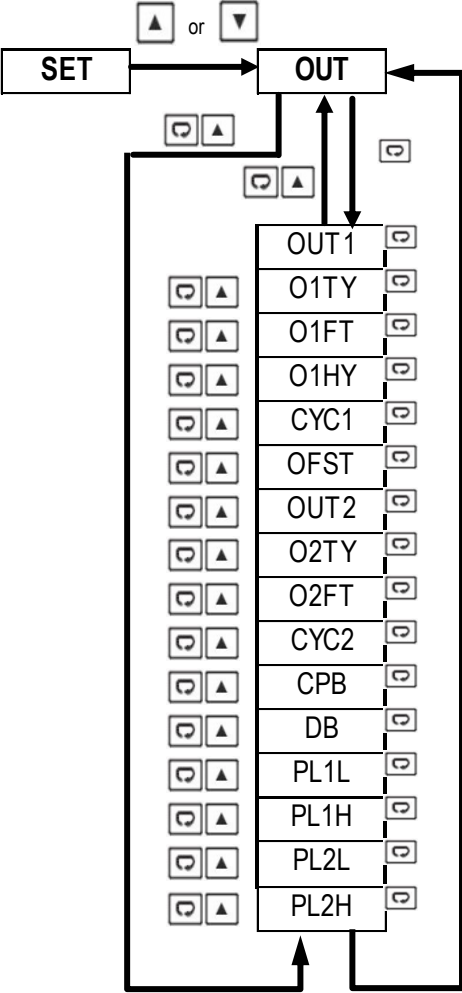 or
SET
OUT
OUT1
O1TY
O1FT
O1HY
CYC1
OFST
OUT2
O2TY
O2FT
CYC2
CPB
DB
PL1L
PL1H
PL2L
PL2H